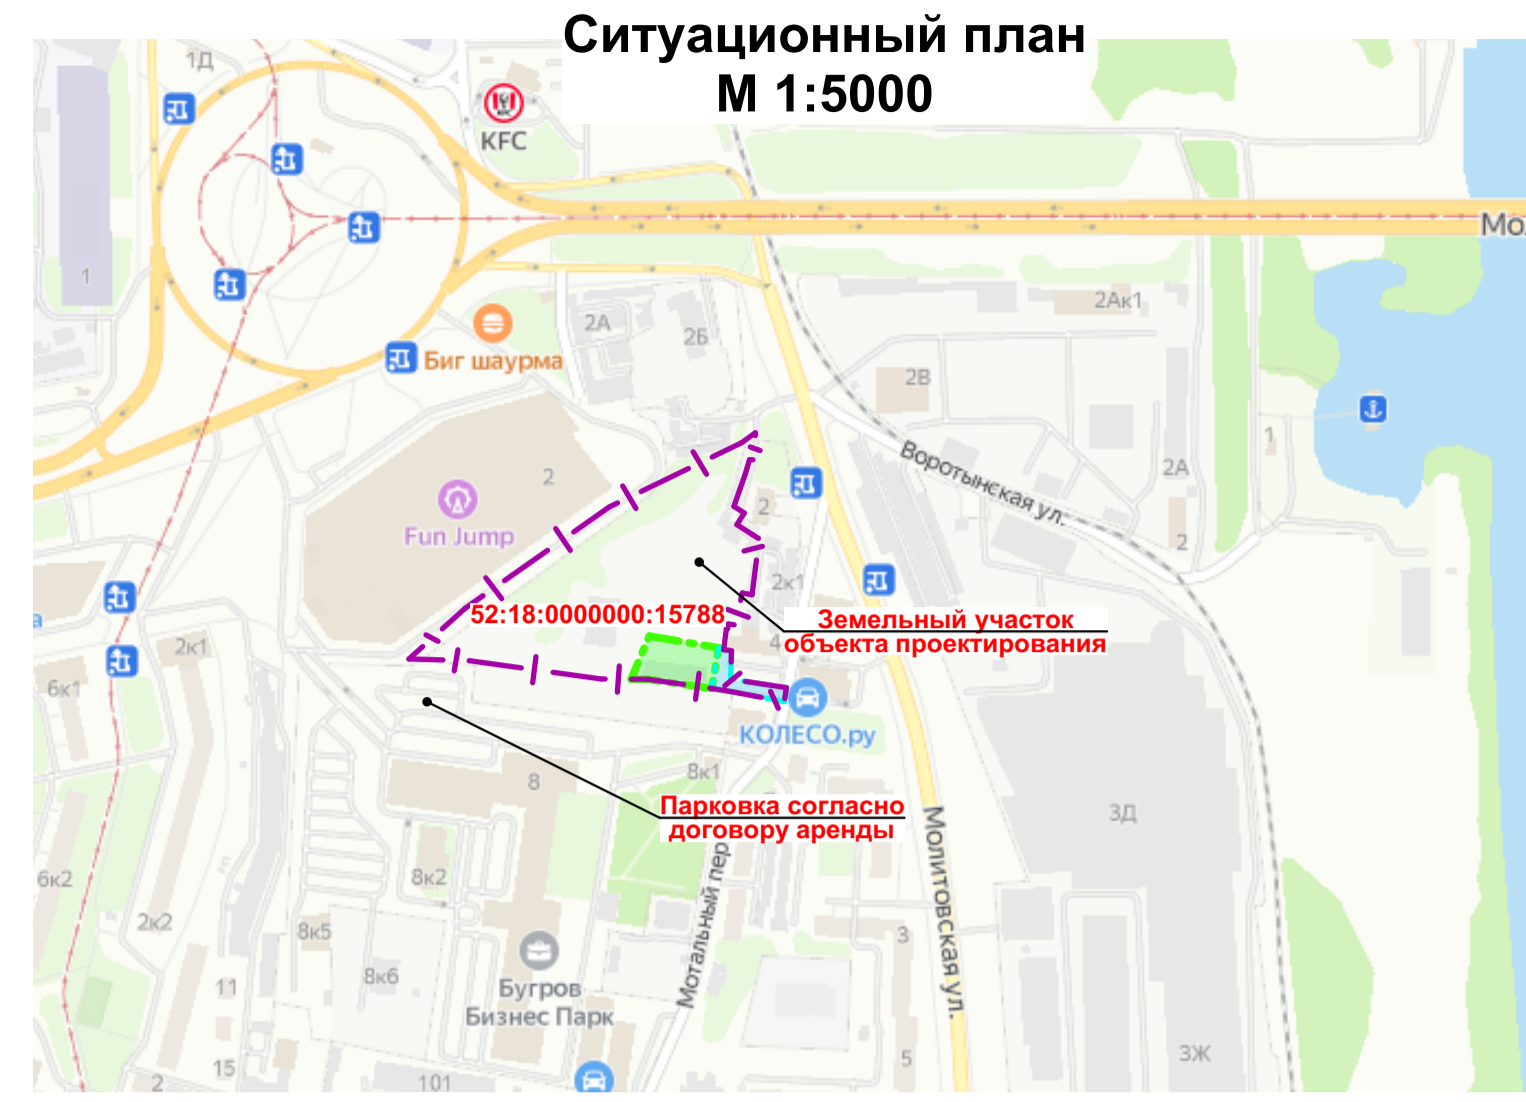 Ситуационный план
М 1:5000
1Д
KFC
KFC
Мо
1
2А
2Б
2Ак1
Биг шаурма
2В
1
2
Воротынская ул.
2А
Fun Jump
2
2
2к1
52:18:0000000:15788
Земельный участок
объекта проектирования
4
2к1
6к1
КОЛЕСО.ру
8
8к1
Парковка согласно
договору аренды
3Д
Молитовская ул.
Мотальный пер
6к2
8к2
2к2
8к5
3
8к6
11
Бугров
Бизнес Парк
3Ж
5
15
2
101